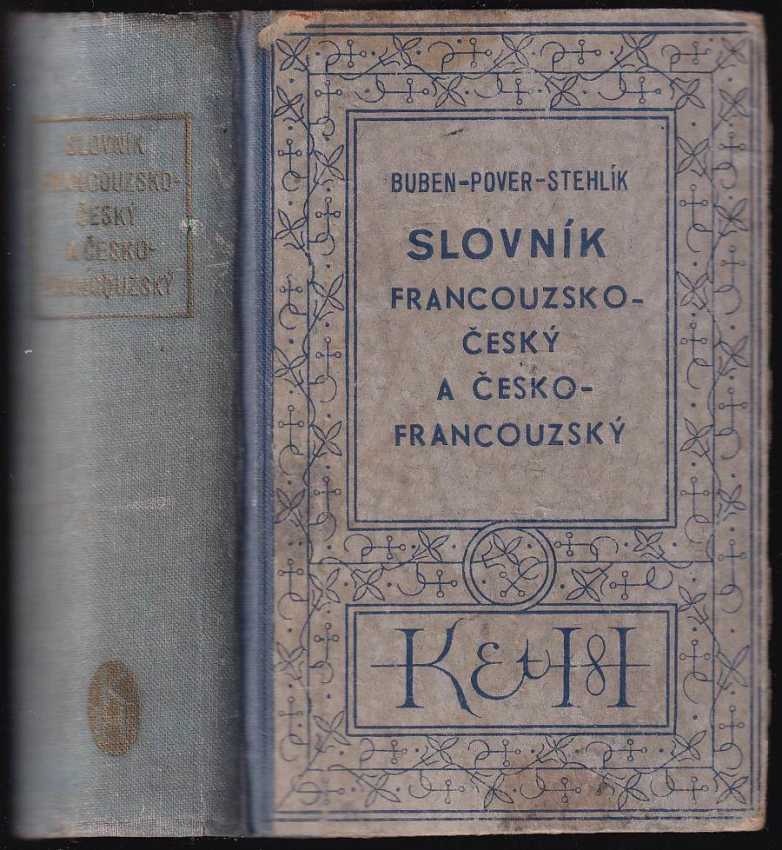 SLOVNÍK
FRANCOUZSKO-
ČESKÝ
A ČESKO-
FRANCOUZSKÝ
BUBEN-POVER-STEHLÍK
SLOVNÍK
FRANCOUZSKO-
ČESKÝ
A ČESKO-
FRANCOUZSKÝ
K et H